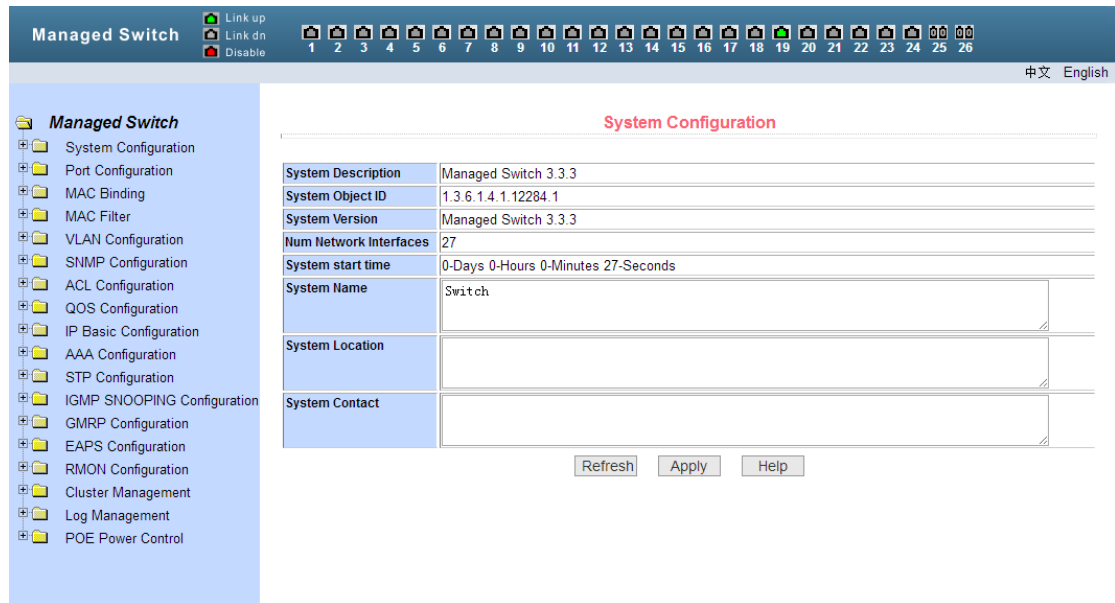 Managed Switch
Link up
Link dn
Disable
1 2 3 4 5 6 7 8 9 10 11 12 13 14 15 16 17 18 19 20 21 22 23 24 25 26
中文 English
Managed Switch
System Configuration
Port Configuration
MAC Binding
MAC Filter
VLAN Configuration
SNMP Configuration
ACL Configuration
QOS Configuration
IP Basic Configuration
AAA Configuration
STP Configuration
IGMP SNOOPING Configuration
GMRP Configuration
EAPS Configuration
RMON Configuration
Cluster Management
Log Management
POE Power Control
System Configuration
System Description Managed Switch 3.3.3
System Object ID 1.3.6.1.4.1.12284.1
System Version Managed Switch 3.3.3
Num Network Interfaces 27
System start time 0-Days 0-Hours 0-Minutes 27-Seconds
System Name Switch
System Location
System Contact
Refresh Apply Help